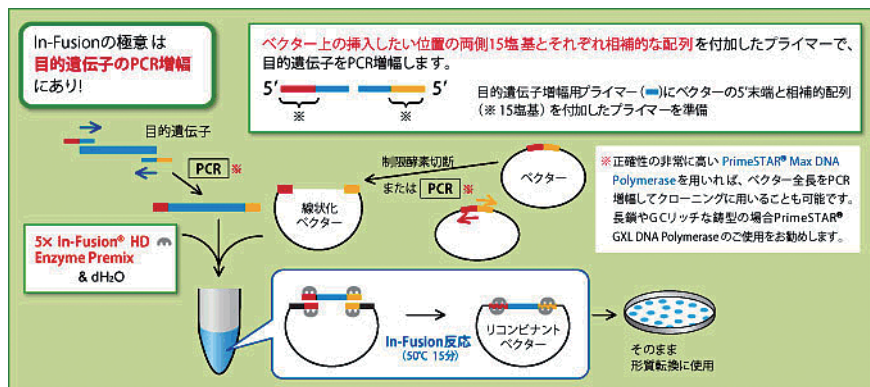 In-Fusionの極意は
目的遺伝子のPCR増幅
にあり!
ベクター上の挿入したい位置の両側15塩基とそれぞれ相補的な配列を付加したプライマーで、
目的遺伝子をPCR増幅します。
5′
5′
※
※
目的遺伝子増幅用プライマー(
)にベクターの5′末端と相補的配列
(※15塩基)を付加したプライマーを準備
目的遺伝子
PCR ※
制限酵素切断
または PCR ※
線状化
ベクター
ベクター
※正確性の非常に高い PrimeSTAR® Max DNA
Polymeraseを用いれば、ベクター全長をPCR
増幅してクローニングに用いることも可能です。
長鎖やGCリッチな鋳型の場合PrimeSTAR®
GXL DNA Polymeraseのご使用をお勧めします。
5× In-Fusion® HD
Enzyme Premix
& dH₂O
In-Fusion反応
(50℃ 15分)
リコンビナント
ベクター
そのまま
形質転換に使用